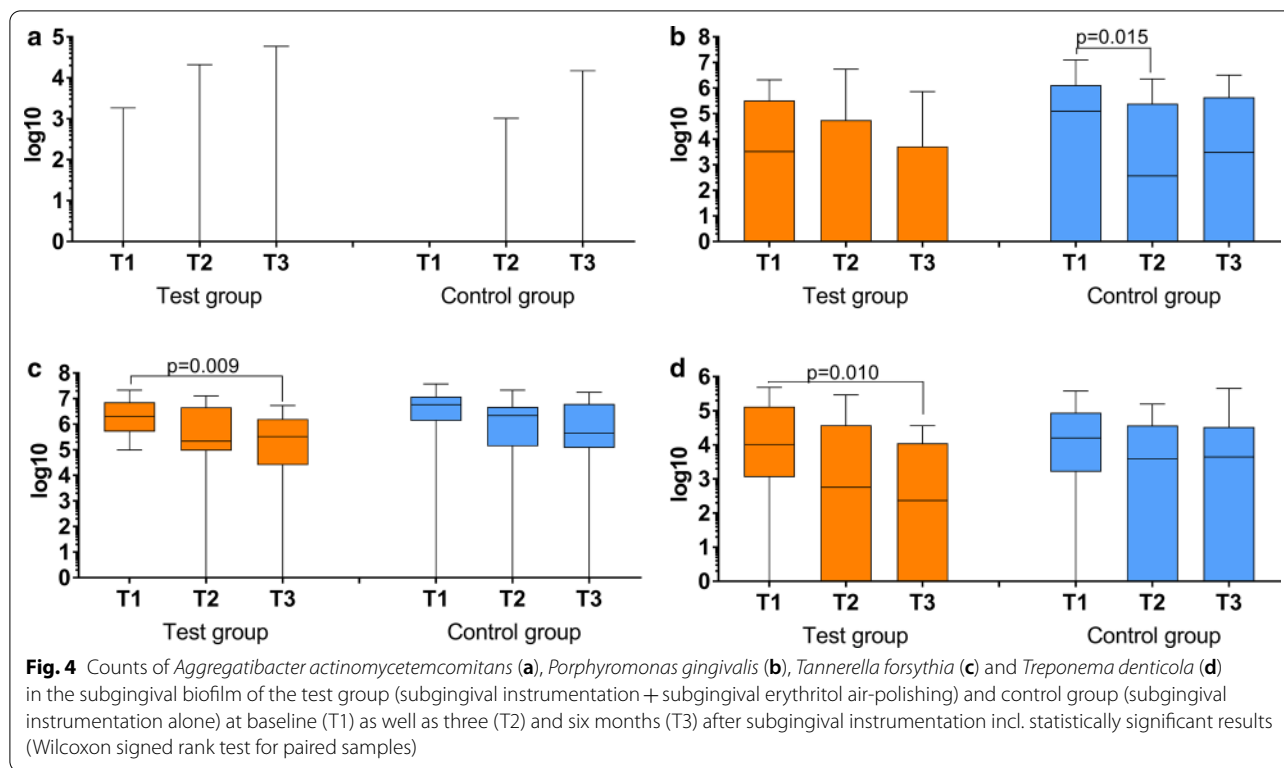 a
5
4
3
2
1
0
log10
T1 T2 T3 T1 T2 T3
Test group Control group
b
8
7
6
5
4
3
2
1
0
log10
p=0.015
T1 T2 T3 T1 T2 T3
Test group Control group
c
8
7
6
5
4
3
2
1
0
log10
p=0.009
T1 T2 T3 T1 T2 T3
Test group Control group
d
6
5
4
3
2
1
0
log10
p=0.010
T1 T2 T3 T1 T2 T3
Test group Control group
Fig. 4 Counts of Aggregatibacter actinomycetemcomitans (a), Porphyromonas gingivalis (b), Tannerella forsythia (c) and Treponema denticola (d)
in the subgingival biofilm of the test group (subgingival instrumentation + subgingival erythritol air-polishing) and control group (subgingival
instrumentation alone) at baseline (T1) as well as three (T2) and six months (T3) after subgingival instrumentation incl. statistically significant results
(Wilcoxon signed rank test for paired samples)